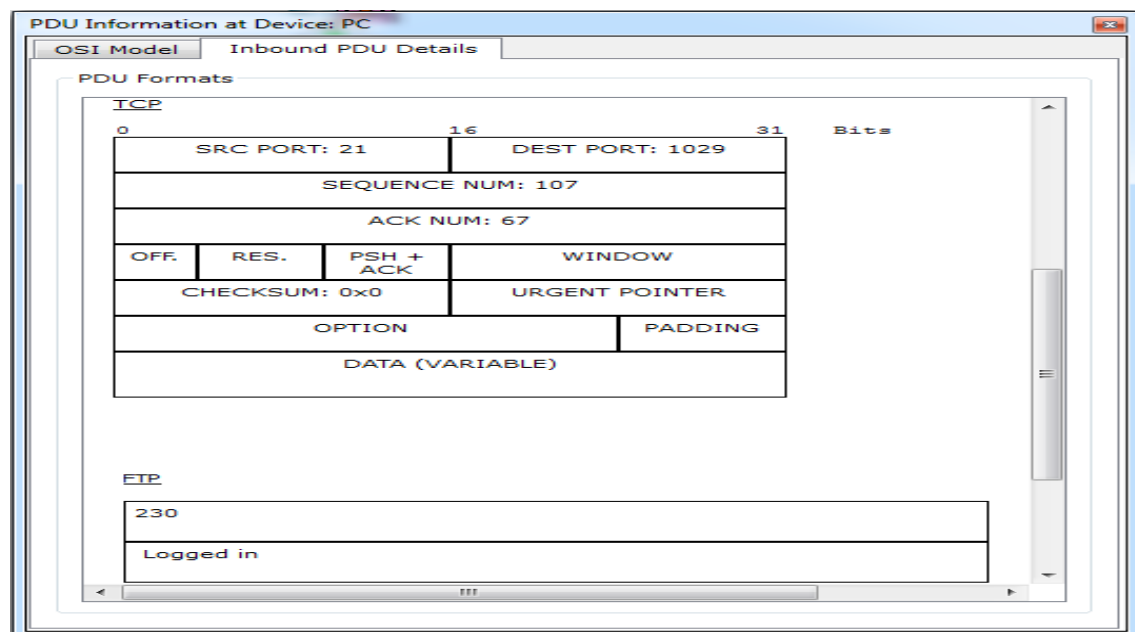 PDU Information at Device: PC
OSI Model Inbound PDU Details
PDU Formats
TCP
0 16 31 Bits
SRC PORT: 21 DEST PORT: 1029
SEQUENCE NUM: 107
ACK NUM: 67
OFF. RES. PSH + ACK WINDOW
CHECKSUM: 0x0 URGENT POINTER
OPTION PADDING
DATA (VARIABLE)
FTP
230
Logged in